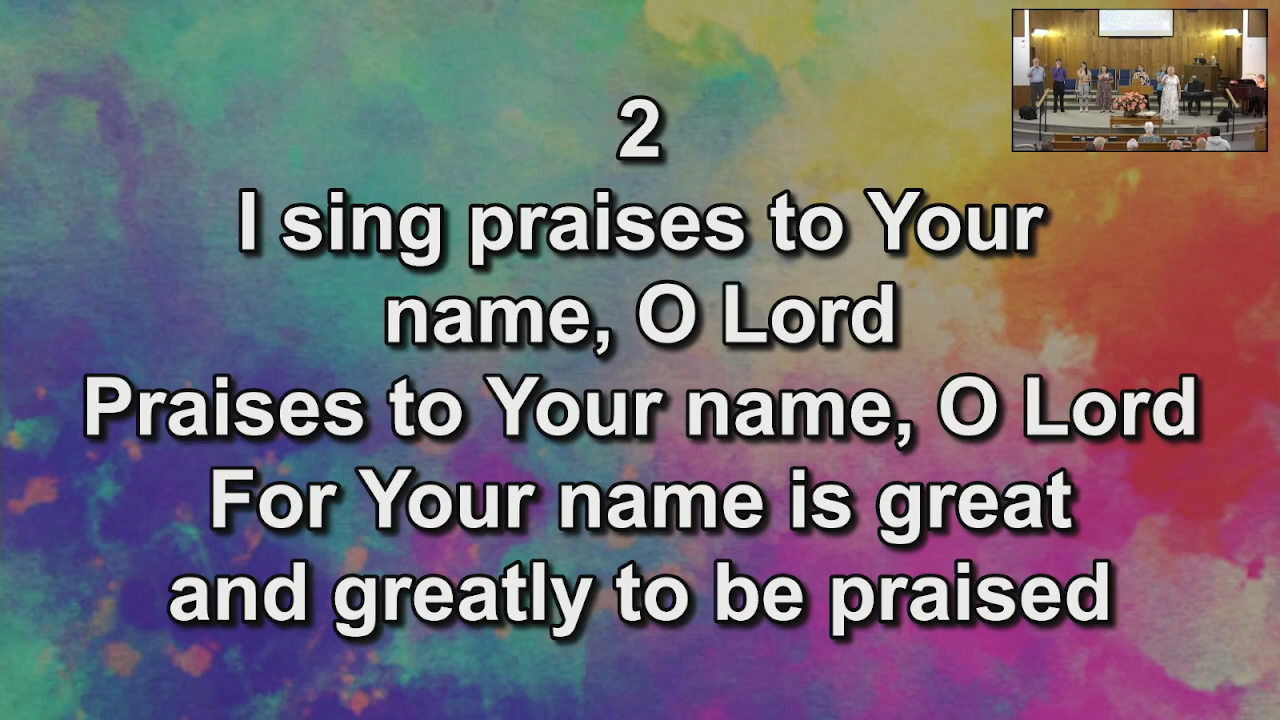 2
I sing praises to Your
name, O Lord
Praises to Your name, O Lord
For Your name is great
and greatly to be praised